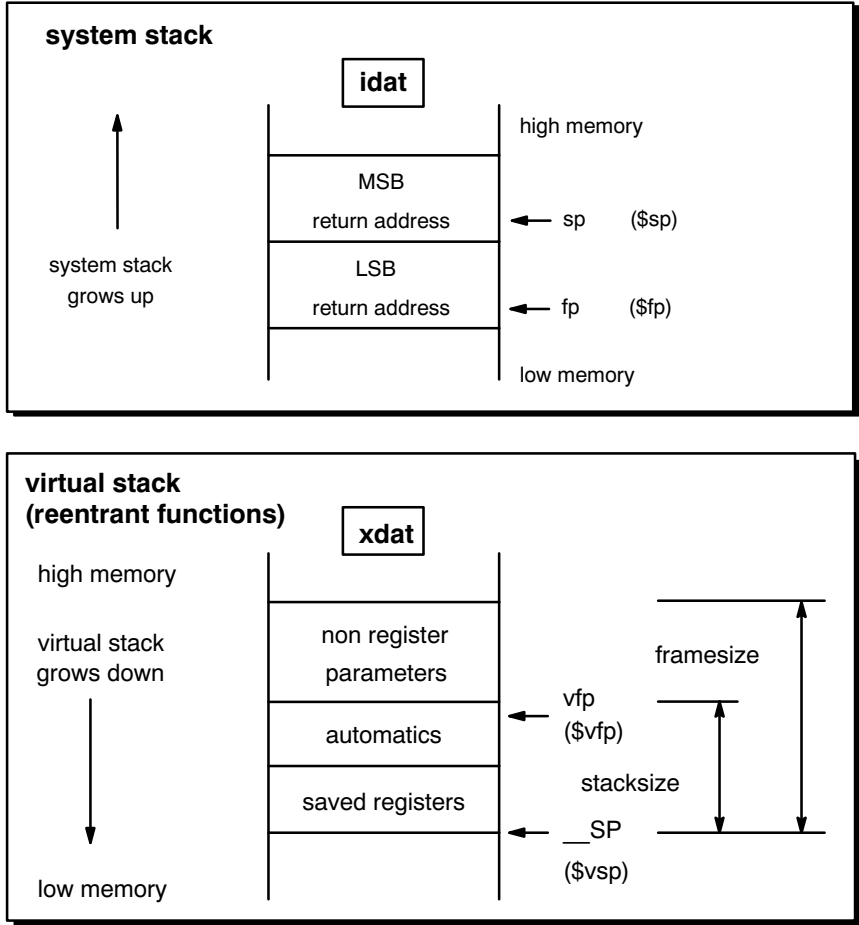 system stack
idat
high memory
MSB
return address
sp ($sp)
system stack
grows up
LSB
return address
fp ($fp)
low memory
virtual stack
(reentrant functions)
xdat
high memory
non register
parameters
virtual stack
grows down
framesize
vfp
($vfp)
automatics
stacksize
saved registers
__SP
($vsp)
low memory